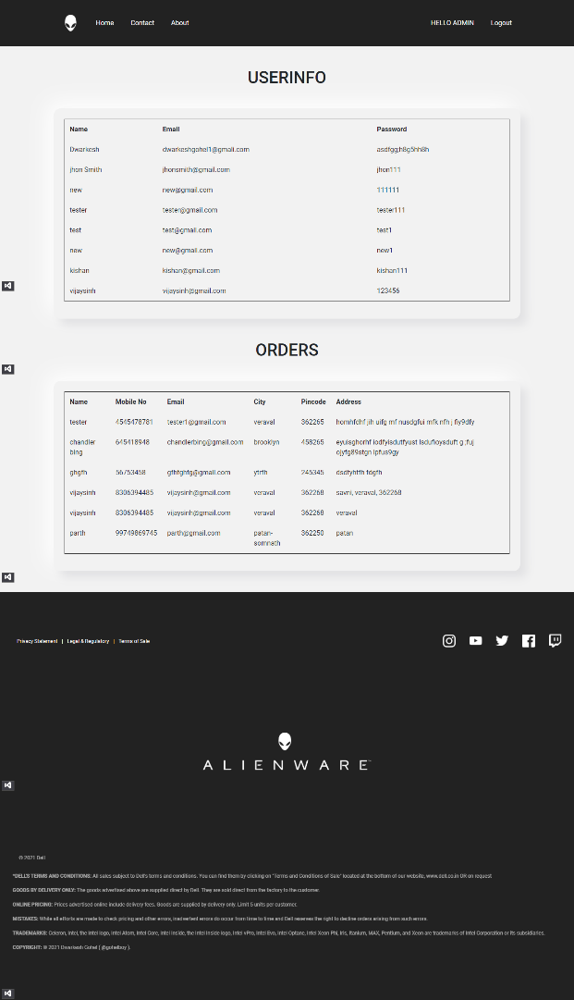 Home Contact About HELLO ADMIN Logout
USERINFO
Name Email Password
Dwarkesh dwarkeshgohel1@gmail.com asdfgg;h8g5hh8h
jhon Smith jhonsmith@gmail.com jhon111
new new@gmail.com 111111
tester tester@gmail.com tester111
test test@gmail.com test1
new new@gmail.com new1
kishan kishan@gmail.com kishan111
vijaysinh vijaysinh@gmail.com 123456
ORDERS
Name Mobile No Email City Pincode Address
tester 4545478781 tester1@gmail.com veraval 362265 homhfdhf jih uifg mf nusdgfui mfk nfh j fiy9dfy
chandler 645418948 chandlerbing@gmail.com brooklyn 458265 eyuisghorhf iodfyisdutfyust isdufioysduft g ;fuj
bing ojyfg89stgn ipfus9gy
ghgfh 56753458 gfhfghfg@gmail.com ytrfh 245345 dsdfyhtfh fdgfh
vijaysinh 8306394485 vijaysinh@gmail.com veraval 362268 savni, veraval, 362268
vijaysinh 8306394485 vijaysinh@gmail.com veraval 362268 veraval
parth 99749869745 parth@gmail.com patan- 362250 patan
somnath
Privacy Statement | Legal & Regulatory | Terms of Sale
ALIENWARE™
© 2021 Dell
*DELL'S TERMS AND CONDITIONS: All sales subject to Dell's terms and conditions. You can find them by clicking on "Terms and Conditions of Sale" located at the bottom of our website, www.dell.co.in OR on request
GOODS BY DELIVERY ONLY: The goods advertised above are supplied direct by Dell. They are sold direct from the factory to the customer.
ONLINE PRICING: Prices advertised online include delivery fees. Goods are supplied by delivery only. Limit 5 units per customer.
MISTAKES: While all efforts are made to check pricing and other errors, inadvertent errors do occur from time to time and Dell reserves the right to decline orders arising from such errors.
TRADEMARKS: Celeron, Intel, the Intel logo, Intel Atom, Intel Core, Intel Inside, the Intel Inside logo, Intel vPro, Intel Evo, Intel Optane, Intel Xeon Phi, Iris, Itanium, MAX, Pentium, and Xeon are trademarks of Intel Corporation or its subsidiaries.
COPYRIGHT: © 2021 Dwarkesh Gohel ( @gohelboy ).